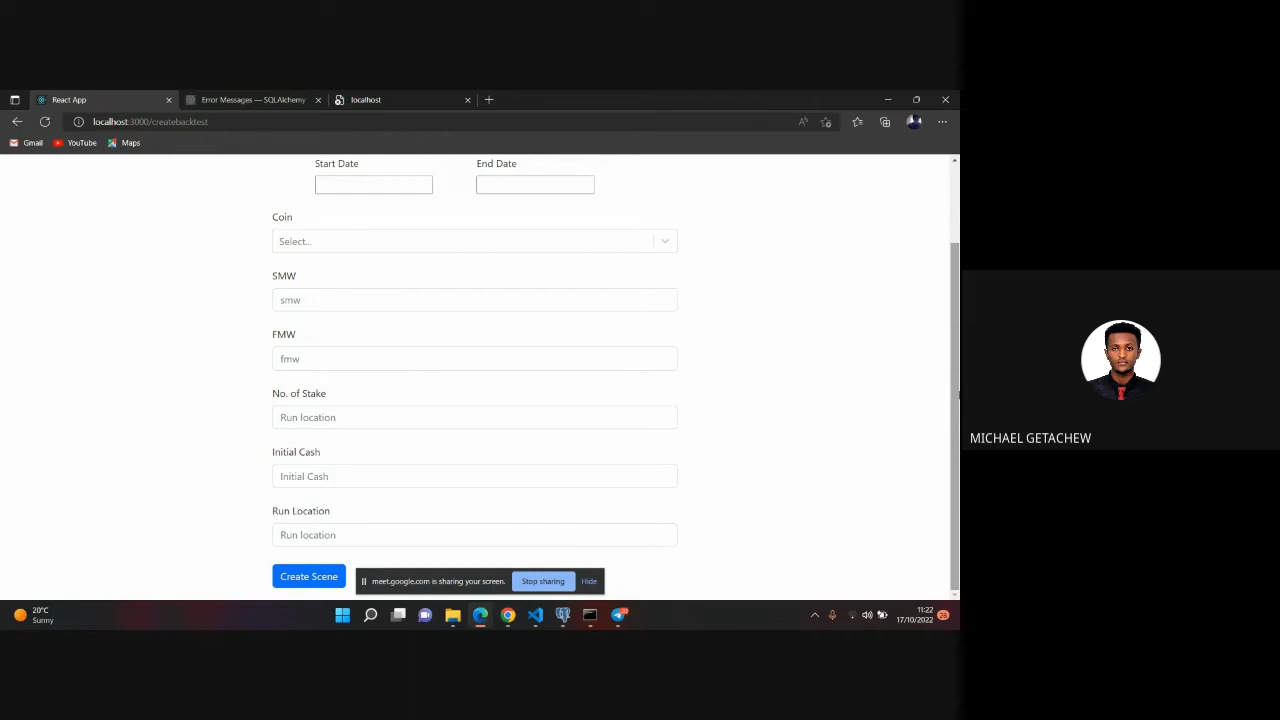 React App
Error Messages — SQLAlchemy
localhost
localhost:3000/createbacktest
Gmail
YouTube
Maps
Start Date
End Date
Coin
Select...
SMW
smw
FMW
fmw
No. of Stake
Run location
Initial Cash
Initial Cash
Run Location
Run location
Create Scene
meet.google.com is sharing your screen.
Stop sharing
Hide
MICHAEL GETACHEW
20°C
Sunny
11:22
17/10/2022